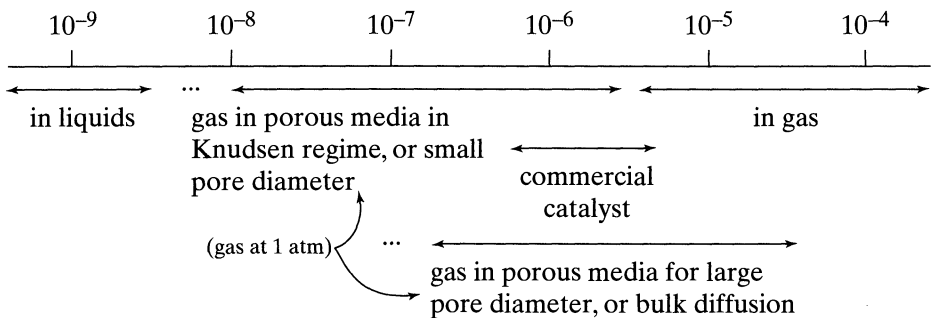 10⁻⁹ 10⁻⁸ 10⁻⁷ 10⁻⁶ 10⁻⁵ 10⁻⁴
...
in liquids
gas in porous media in
Knudsen regime, or small
pore diameter
in gas
commercial
catalyst
(gas at 1 atm)
...
gas in porous media for large
pore diameter, or bulk diffusion